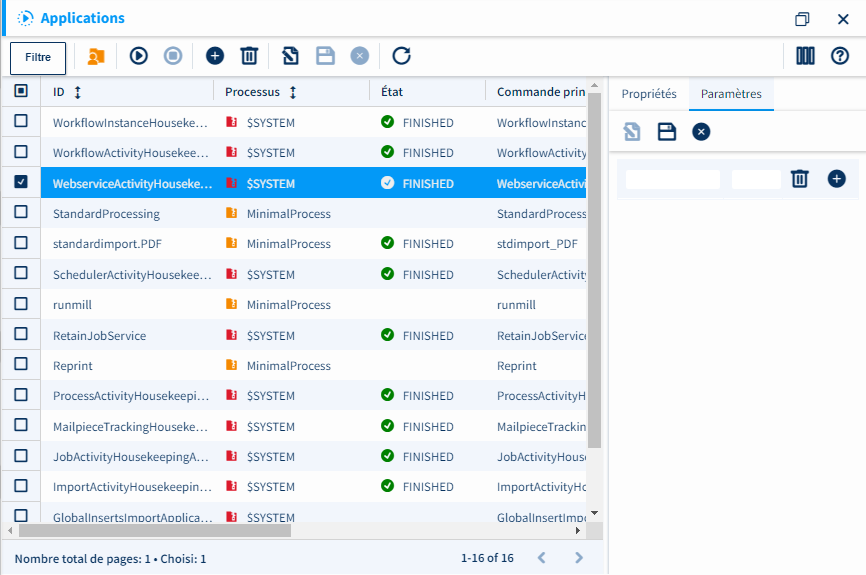 Applications
Filtre
ID Processus État Commande prin
WorkflowInstanceHouseke... $SYSTEM FINISHED WorkflowInstanc
WorkflowActivityHousekee... $SYSTEM FINISHED WorkflowActivity
WebserviceActivityHouseke... $SYSTEM FINISHED WebserviceActivi
StandardProcessing MinimalProcess StandardProcess
standardimport.PDF MinimalProcess FINISHED stdimport_PDF
SchedulerActivityHousekee... $SYSTEM FINISHED SchedulerActivity
runmill MinimalProcess runmill
RetainJobService $SYSTEM FINISHED RetainJobService
Reprint MinimalProcess Reprint
ProcessActivityHousekeepi... $SYSTEM FINISHED ProcessActivityH
MailpieceTrackingHouseke... $SYSTEM FINISHED MailpieceTrackin
JobActivityHousekeepingA... $SYSTEM FINISHED JobActivityHouse
ImportActivityHousekeepin... $SYSTEM FINISHED ImportActivityHo
GlobalInsertsImportApplica... $SYSTEM GlobalInsertImpo
Nombre total de pages: 1 • Choisi: 1 1-16 of 16
Propriétés Paramètres